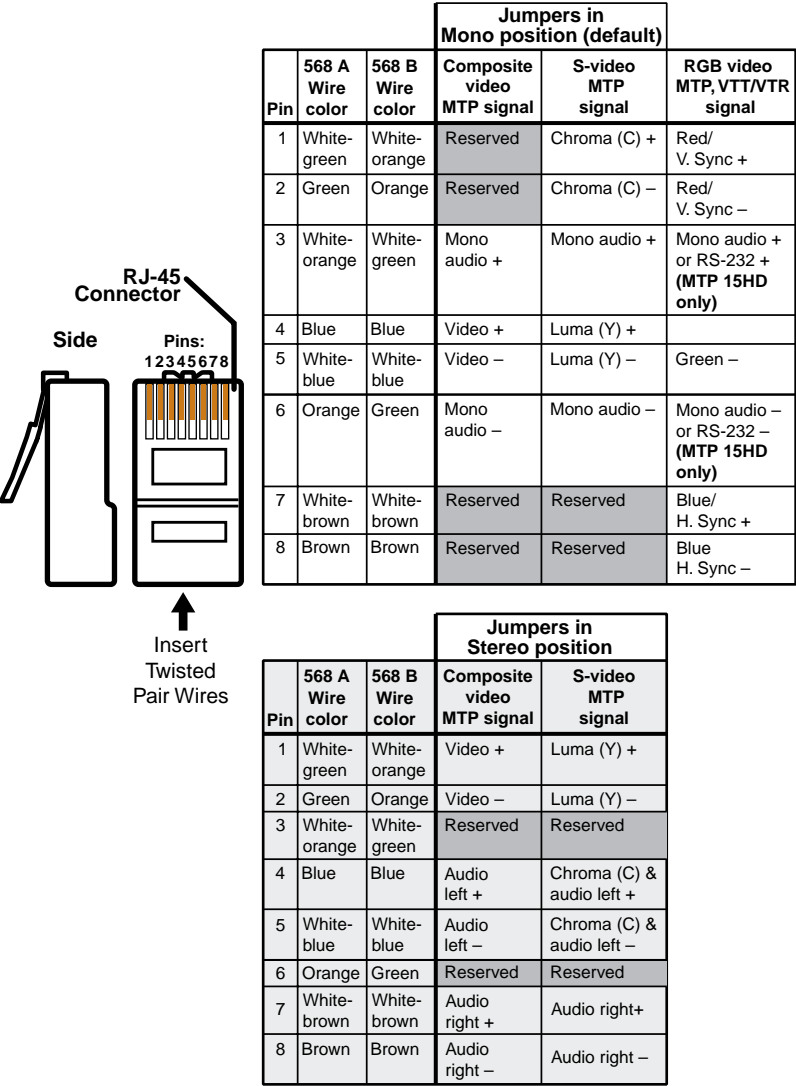 RJ-45
Connector
Side
Pins:
12345678
Insert
Twisted
Pair Wires
Jumpers in
Mono position (default)
Pin
568 A
Wire
color
568 B
Wire
color
Composite
video
MTP signal
S-video
MTP
signal
RGB video
MTP, VTT/VTR
signal
1
White-
green
White-
orange
Reserved
Chroma (C) +
Red/
V. Sync +
2
Green
Orange
Reserved
Chroma (C) –
Red/
V. Sync –
3
White-
orange
White-
green
Mono
audio +
Mono audio +
Mono audio +
or RS-232 +
(MTP 15HD
only)
4
Blue
Blue
Video +
Luma (Y) +
5
White-
blue
White-
blue
Video –
Luma (Y) –
Green –
6
Orange
Green
Mono
audio –
Mono audio –
Mono audio –
or RS-232 –
(MTP 15HD
only)
7
White-
brown
White-
brown
Reserved
Reserved
Blue/
H. Sync +
8
Brown
Brown
Reserved
Reserved
Blue
H. Sync –
Jumpers in
Stereo position
Pin
568 A
Wire
color
568 B
Wire
color
Composite
video
MTP signal
S-video
MTP
signal
1
White-
green
White-
orange
Video +
Luma (Y) +
2
Green
Orange
Video –
Luma (Y) –
3
White-
orange
White-
green
Reserved
Reserved
4
Blue
Blue
Audio
left +
Chroma (C) &
audio left +
5
White-
blue
White-
blue
Audio
left –
Chroma (C) &
audio left –
6
Orange
Green
Reserved
Reserved
7
White-
brown
White-
brown
Audio
right +
Audio right+
8
Brown
Brown
Audio
right –
Audio right –